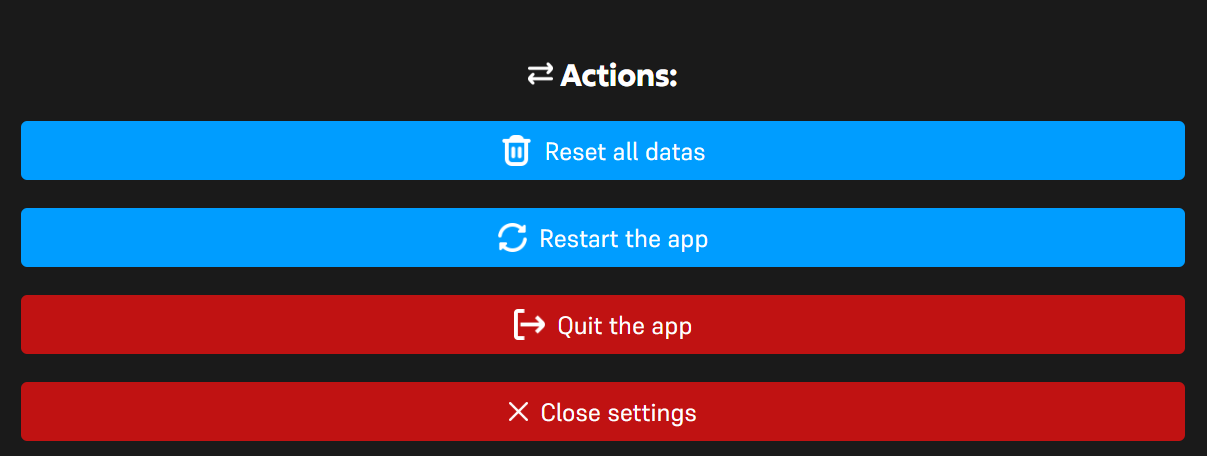 Actions:
Reset all datas
Restart the app
Quit the app
Close settings